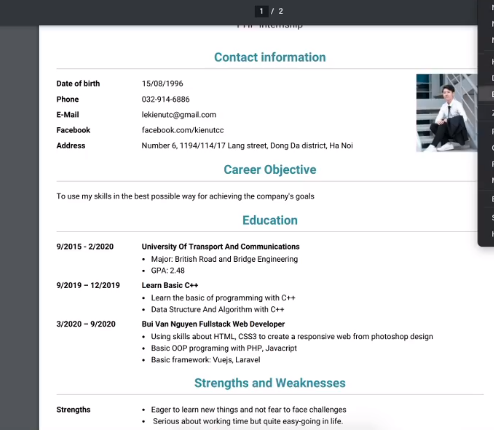 1 / 2
PHP Internship
Contact information
Date of birth 15/08/1996
Phone 032-914-6886
E-Mail lekienutc@gmail.com
Facebook facebook.com/kienutcc
Address Number 6, 1194/114/17 Lang street, Dong Da district, Ha Noi
Career Objective
To use my skills in the best possible way for achieving the company's goals
Education
9/2015 - 2/2020 University Of Transport And Communications
• Major: British Road and Bridge Engineering
• GPA: 2.48
9/2019 – 12/2019 Learn Basic C++
• Learn the basic of programming with C++
• Data Structure And Algorithm with C++
3/2020 – 9/2020 Bui Van Nguyen Fullstack Web Developer
• Using skills about HTML, CSS3 to create a responsive web from photoshop design
• Basic OOP programing with PHP, Javacript
• Basic framework: Vuejs, Laravel
Strengths and Weaknesses
Strengths • Eager to learn new things and not fear to face challenges
• Serious about working time but quite easy-going in life.